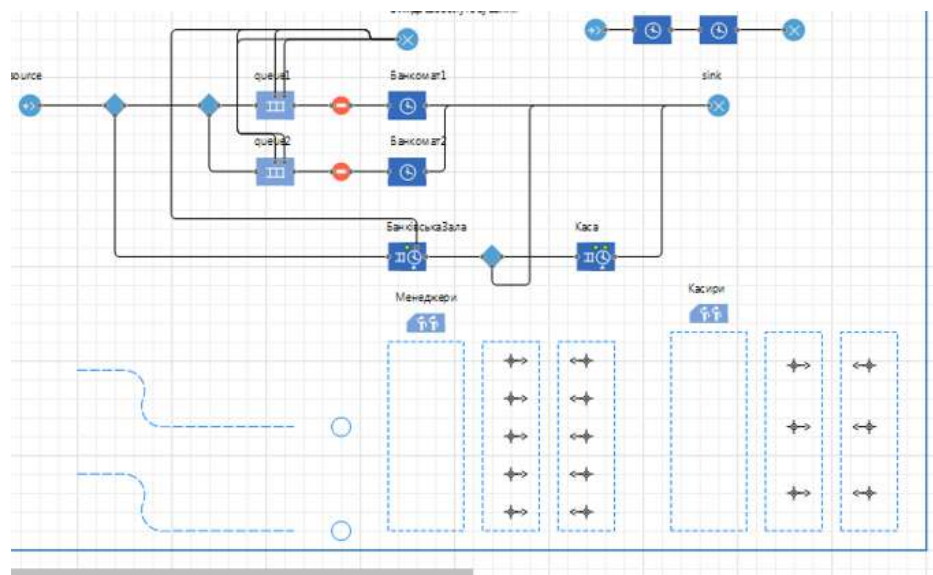 source
queue1
Банкомат1
sink
queue2
Банкомат2
БанківськаЗала
Каса
Менеджери
Касири